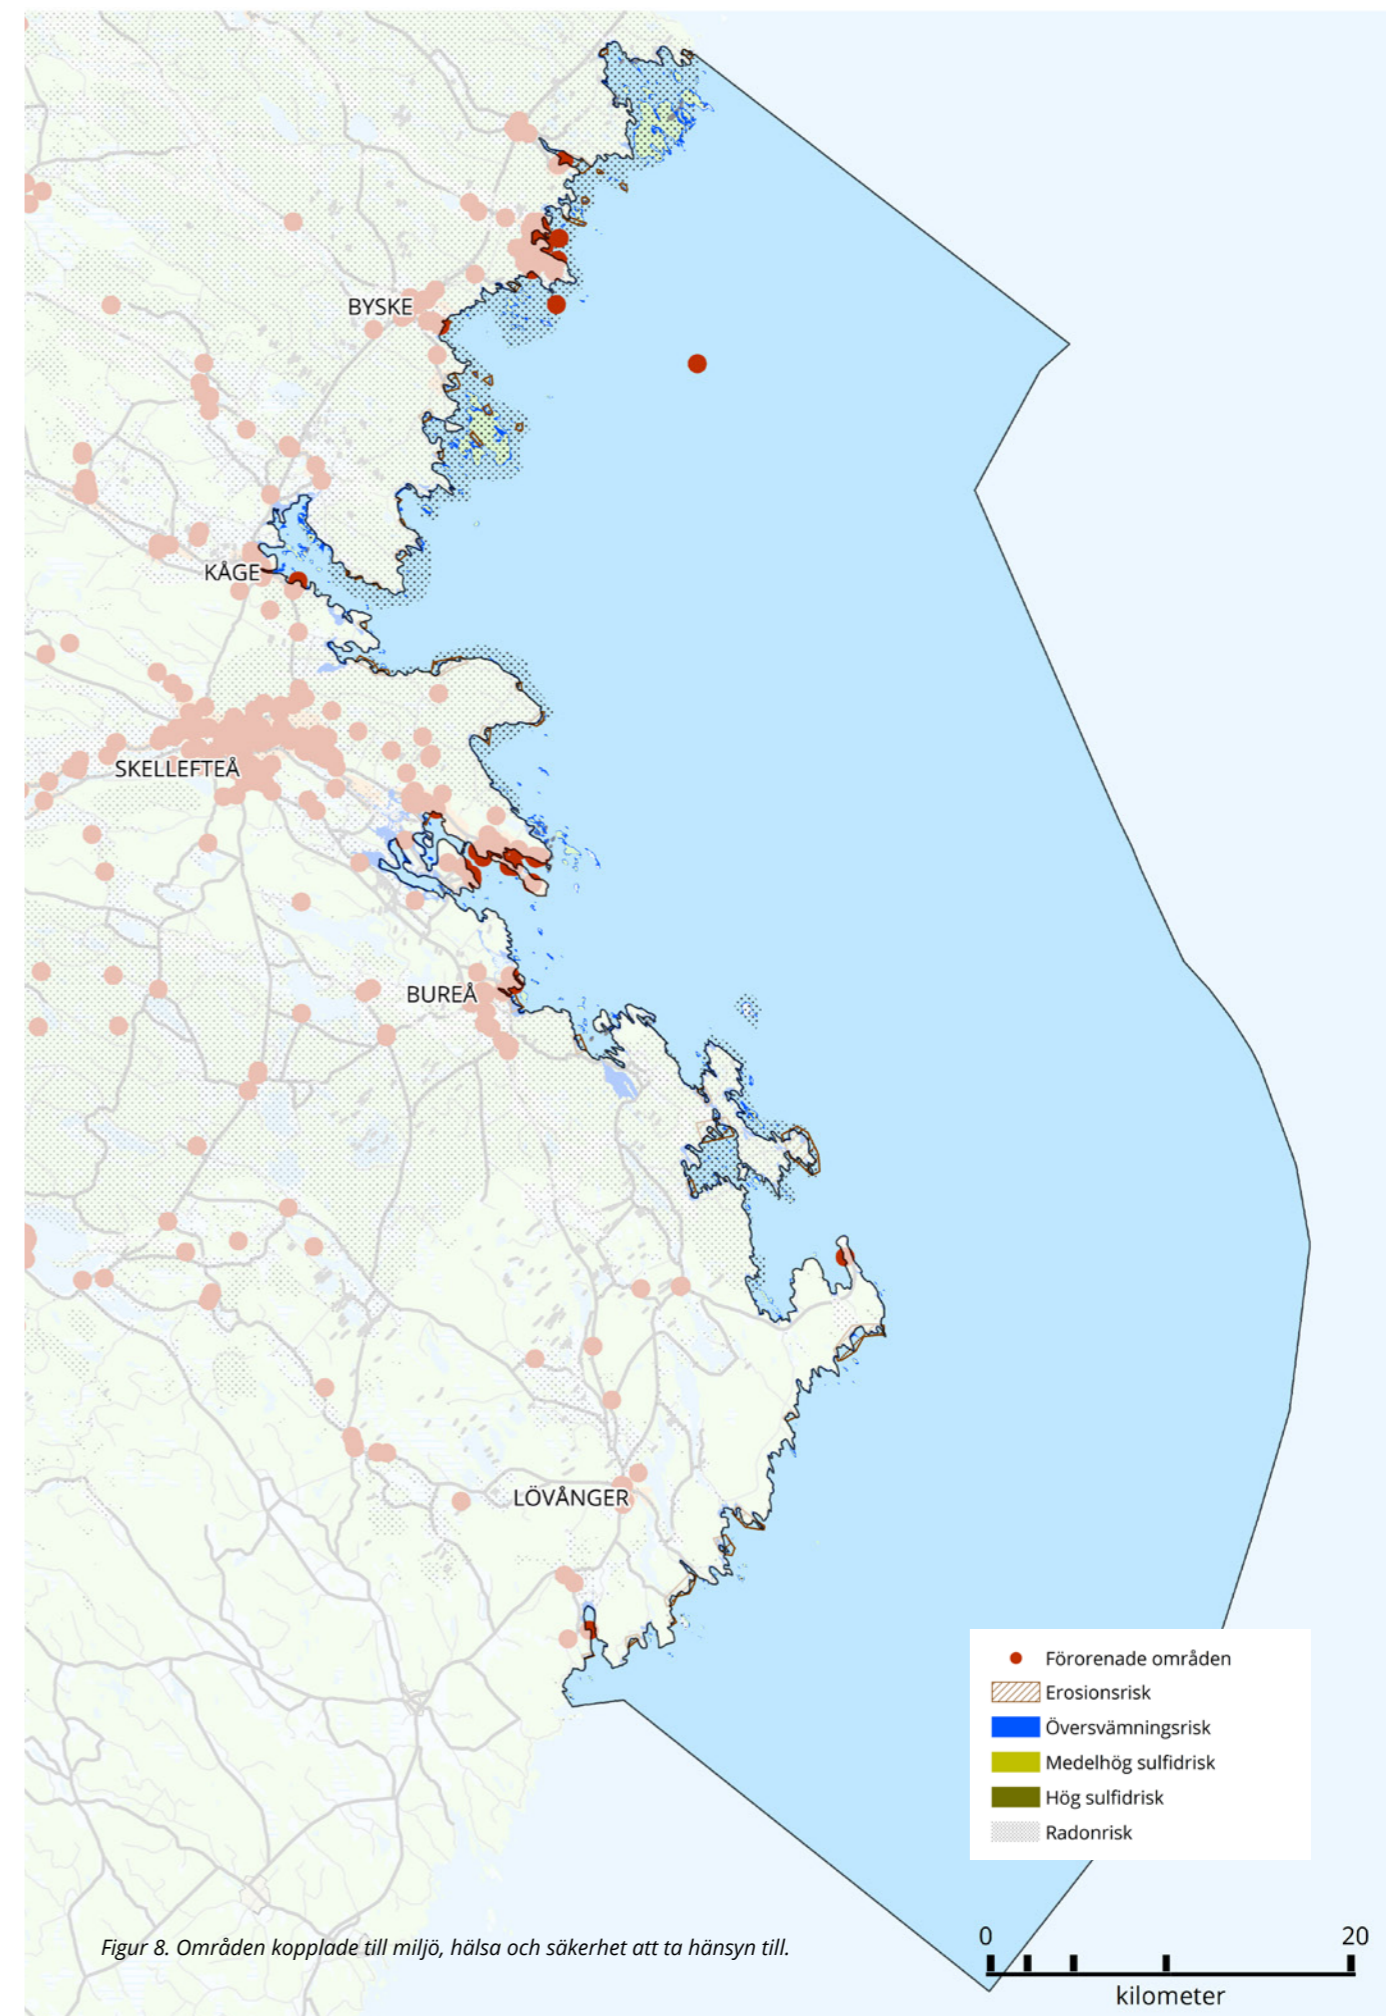 BYSKE
KÅGE
SKELLEFTEÅ
BUREÅ
LÖVÅNGER
Förorenade områden
Erosionsrisk
Översvämningsrisk
Medelhög sulfidrisk
Hög sulfidrisk
Radonrisk
Figur 8. Områden kopplade till miljö, hälsa och säkerhet att ta hänsyn till.
0 20
kilometer